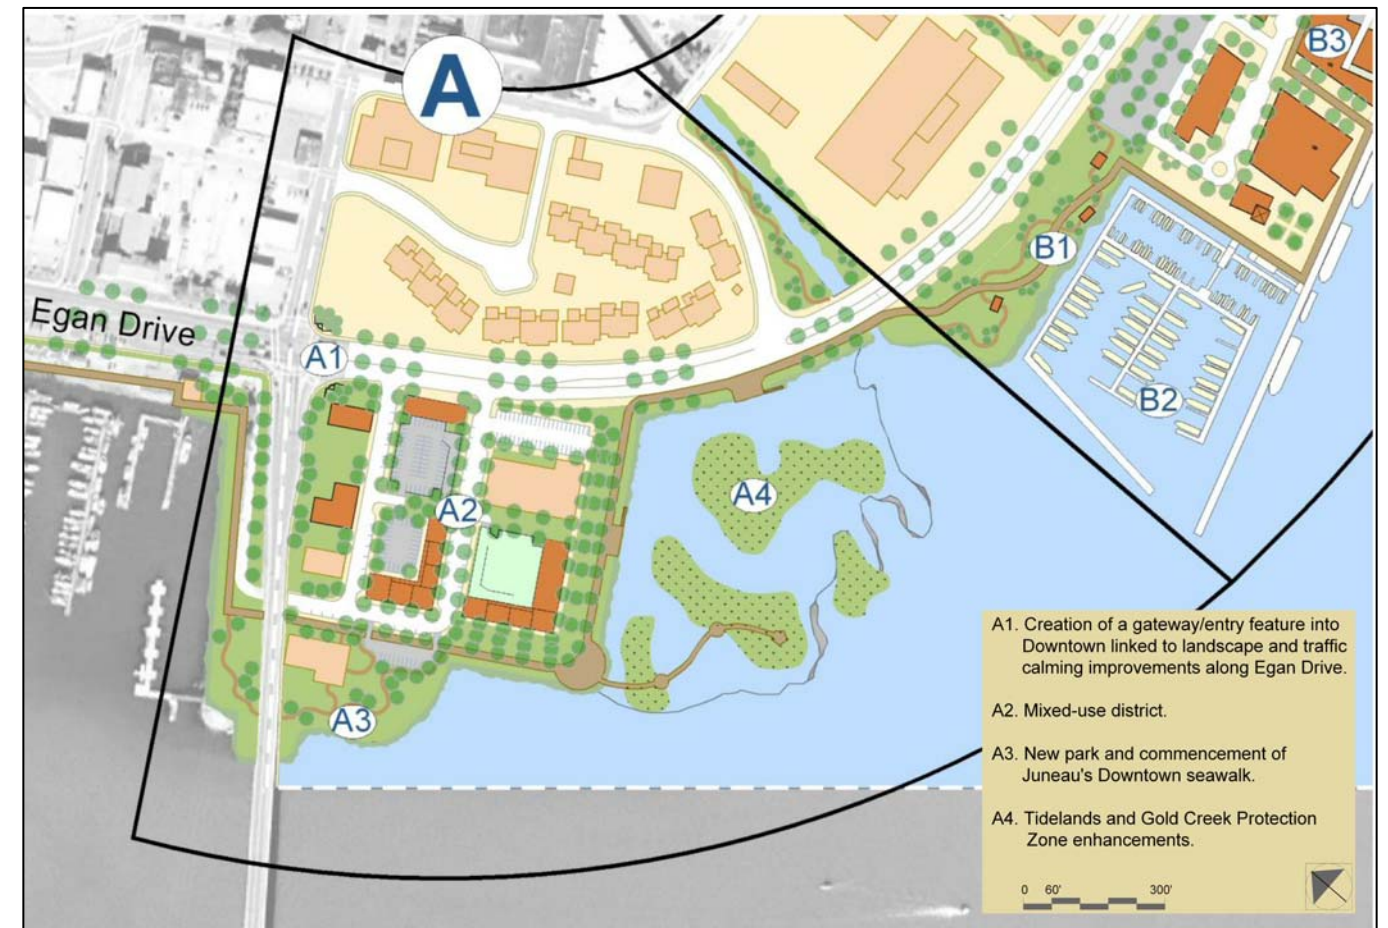 A
B3
B1
Egan Drive
A1
B2
A2
A4
A3
A1. Creation of a gateway/entry feature into
Downtown linked to landscape and traffic
calming improvements along Egan Drive.
A2. Mixed-use district.
A3. New park and commencement of
Juneau's Downtown seawalk.
A4. Tidelands and Gold Creek Protection
Zone enhancements.
0 60' 300'